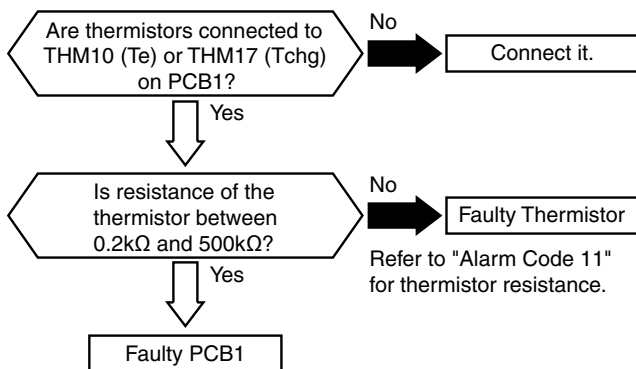 Are thermistors connected to
THM10 (Te) or THM17 (Tchg)
on PCB1?
No
Connect it.
Yes
Is resistance of the
thermistor between
0.2kΩ and 500kΩ?
No
Faulty Thermistor
Refer to "Alarm Code 11"
for thermistor resistance.
Yes
Faulty PCB1